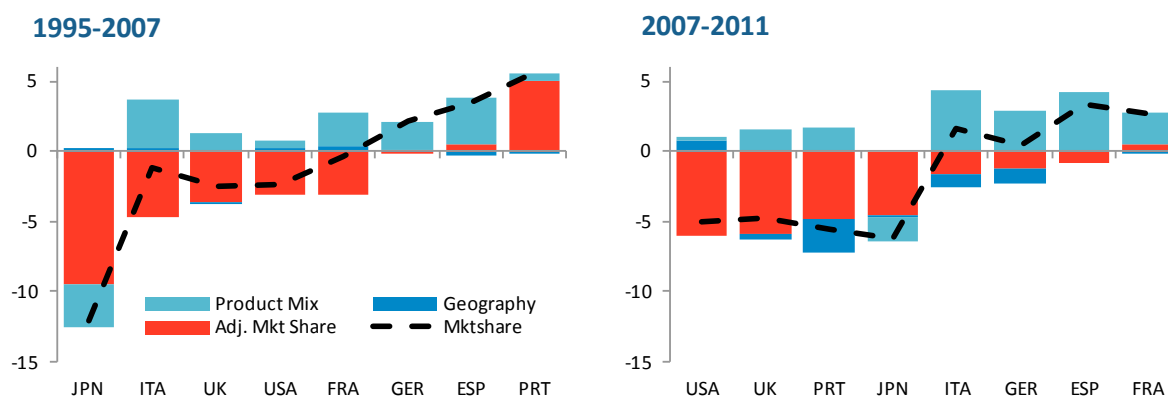 1995-2007
5
0
-5
-10
-15
Product Mix
Geography
Adj. Mkt Share
Mktshare
JPN ITA UK USA FRA GER ESP PRT
2007-2011
5
0
-5
-10
-15
USA UK PRT JPN ITA GER ESP FRA